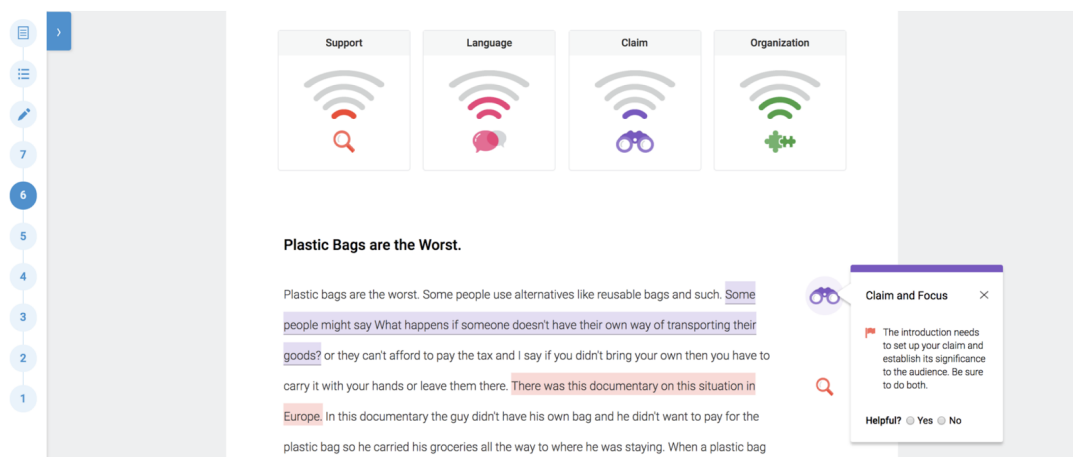 Support
Language
Claim
Organization
7
6
5
4
3
2
1
Plastic Bags are the Worst.
Plastic bags are the worst. Some people use alternatives like reusable bags and such. Some
people might say What happens if someone doesn't have their own way of transporting their
goods? or they can't afford to pay the tax and I say if you didn't bring your own then you have to
carry it with your hands or leave them there. There was this documentary on this situation in
Europe. In this documentary the guy didn't have his own bag and he didn't want to pay for the
plastic bag so he carried his groceries all the way to where he was staying. When a plastic bag
Claim and Focus
The introduction needs
to set up your claim and
establish its significance
to the audience. Be sure
to do both.
Helpful? Yes No